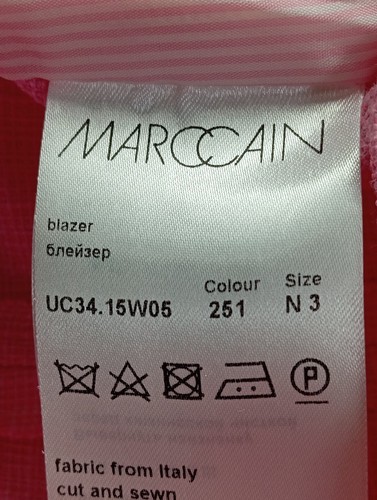 MARCCAIN
blazer
блейзер
Colour Size
UC34.15W05 251 N 3
P
fabric from Italy
cut and sewn